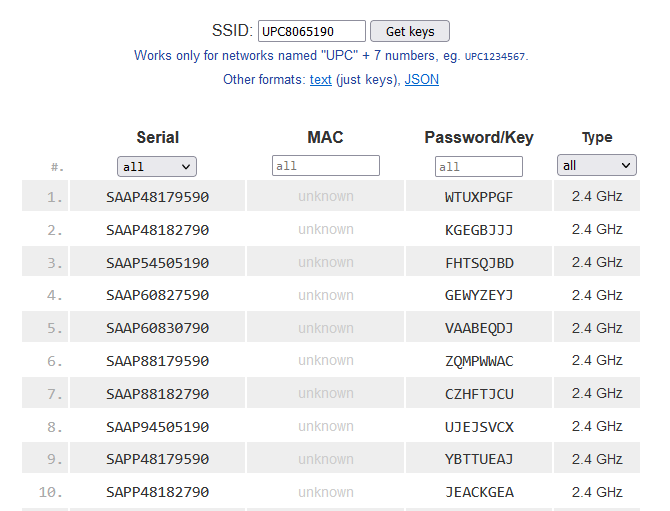 SSID: UPC8065190 Get keys
Works only for networks named "UPC" + 7 numbers, eg. UPC1234567.
Other formats: text (just keys), JSON
Serial MAC Password/Key Type
#. all all all all
1. SAAP48179590 unknown WTUXPPGF 2.4 GHz
2. SAAP48182790 unknown KGEGBJJJ 2.4 GHz
3. SAAP54505190 unknown FHTSQJBD 2.4 GHz
4. SAAP60827590 unknown GEWYZEYJ 2.4 GHz
5. SAAP60830790 unknown VAABEQDJ 2.4 GHz
6. SAAP88179590 unknown ZQMPWWAC 2.4 GHz
7. SAAP88182790 unknown CZHFTJCU 2.4 GHz
8. SAAP94505190 unknown UJEJSVCX 2.4 GHz
9. SAPP48179590 unknown YBTTUEAJ 2.4 GHz
10. SAPP48182790 unknown JEACKGEA 2.4 GHz